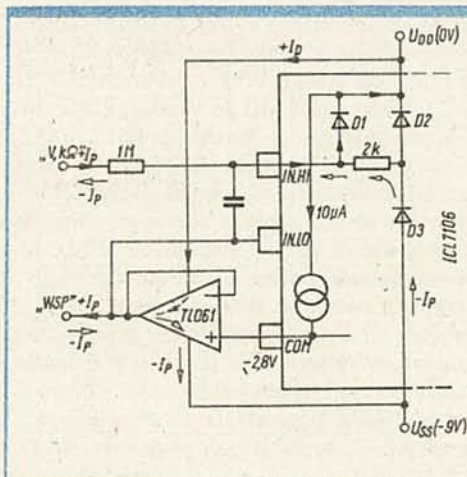 U_DD(0V)
+I_p
D1
D2
„V,kΩ"+I_p
1M
IN.HI
2k
-I_p
10μA
D3
ICL7106
IN.LO
„WSP"+I_p
TL061
-I_p
-I_p
COM
-2,8V
-I_p
U_SS(-9V)